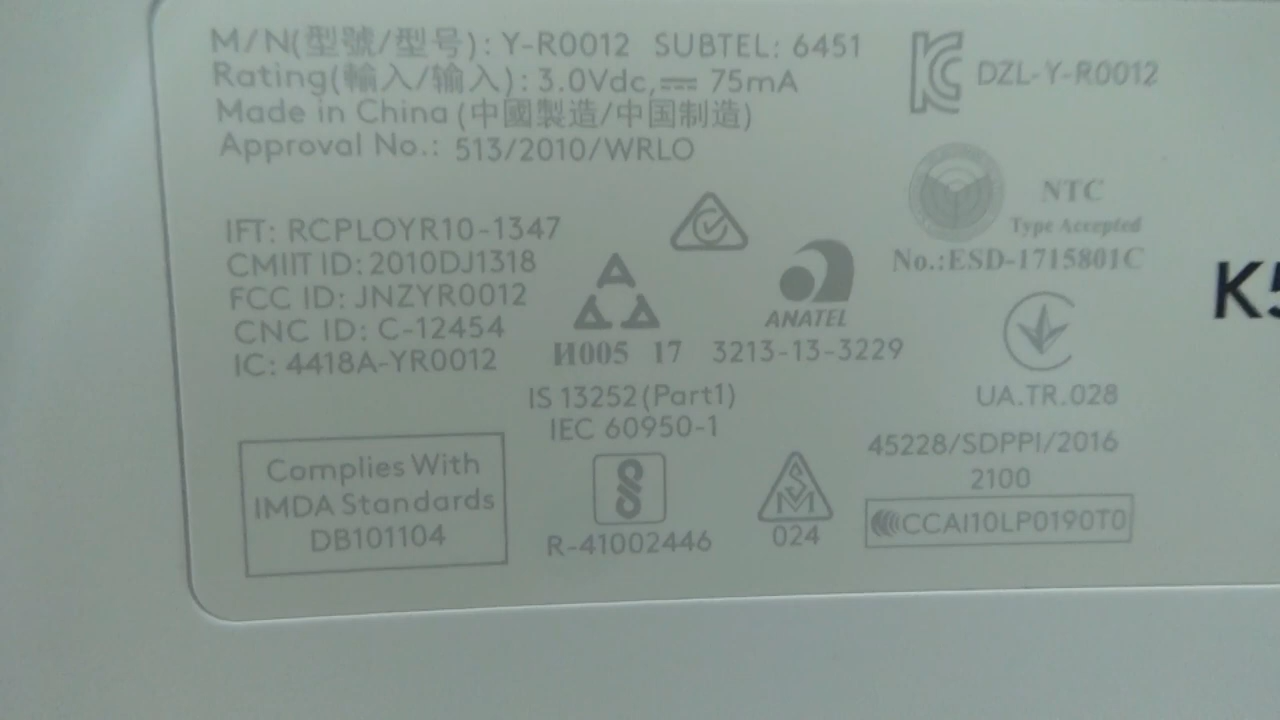 M/N(型號/型号): Y-R0012 SUBTEL: 6451
Rating(輸入/输入): 3.0Vdc,⎓ 75mA
Made in China (中國製造/中国制造)
Approval No.: 513/2010/WRLO
DZL-Y-R0012
NTC
Type Accepted
No.:ESD-1715801C
IFT: RCPLOYR10-1347
CMIIT ID: 2010DJ1318
FCC ID: JNZYR0012
CNC ID: C-12454
IC: 4418A-YR0012
И005 17
ANATEL
3213-13-3229
UA.TR.028
IS 13252(Part1)
IEC 60950-1
R-41002446
024
45228/SDPPI/2016
2100
CCAI10LP0190T0
Complies With
IMDA Standards
DB101104